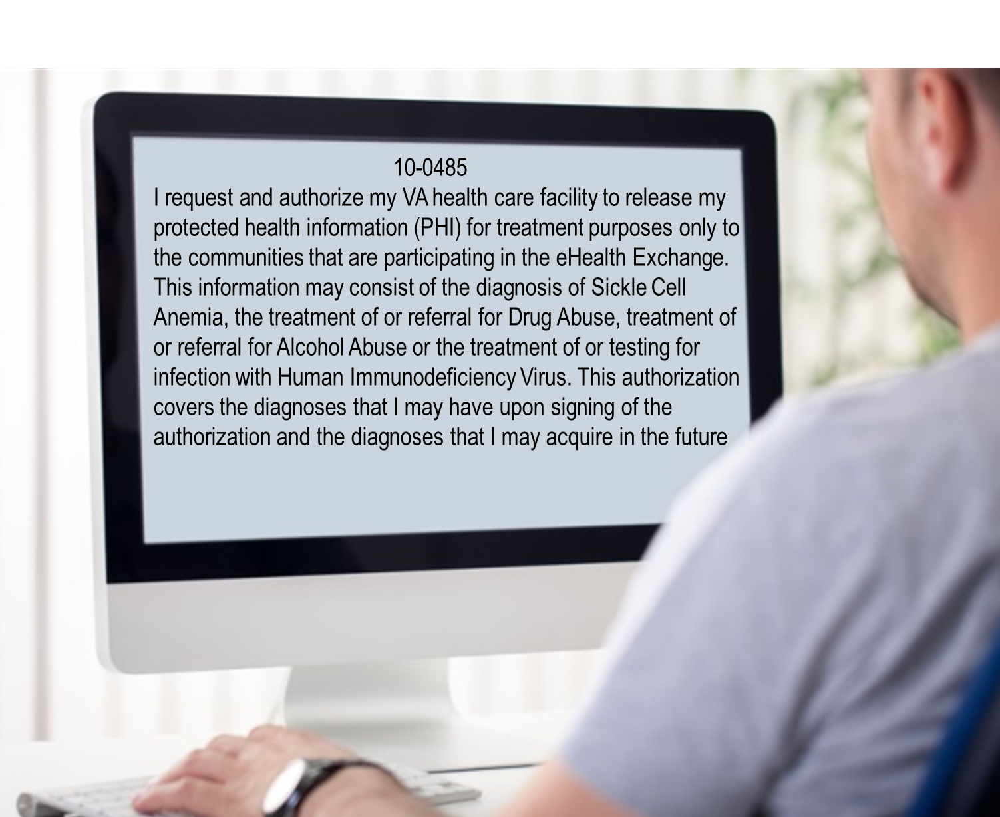 10-0485
I request and authorize my VA health care facility to release my
protected health information (PHI) for treatment purposes only to
the communities that are participating in the eHealth Exchange.
This information may consist of the diagnosis of Sickle Cell
Anemia, the treatment of or referral for Drug Abuse, treatment of
or referral for Alcohol Abuse or the treatment of or testing for
infection with Human Immunodeficiency Virus. This authorization
covers the diagnoses that I may have upon signing of the
authorization and the diagnoses that I may acquire in the future